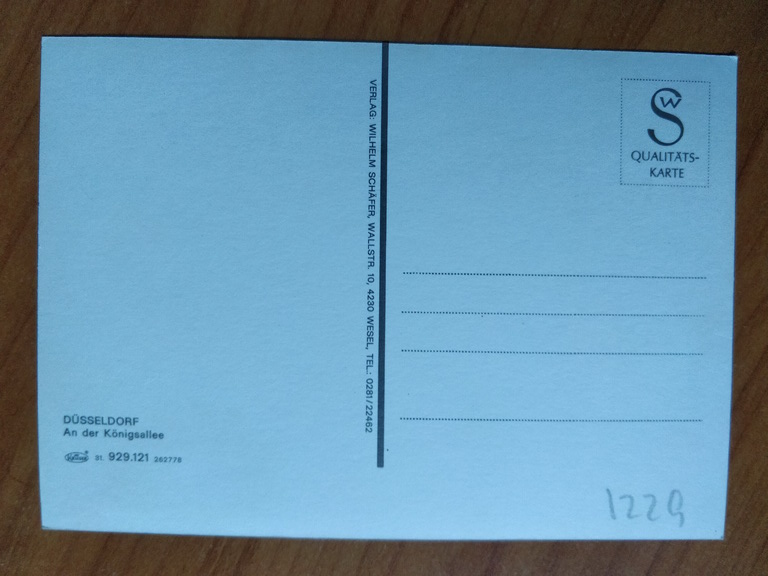 VERLAG: WILHELM SCHÄFER, WALLSTR. 10, 4230 WESEL, TEL.: 0281/22462
SW
QUALITÄTS-
KARTE
DÜSSELDORF
An der Königsallee
31. 929.121 262778
1229